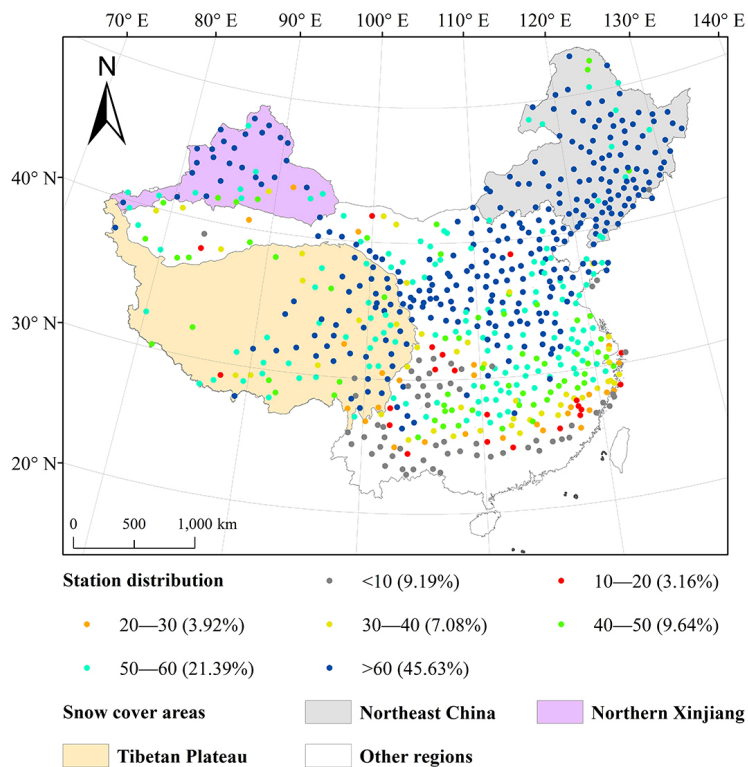 70° E 80° E 90° E 100° E 110° E 120° E 130° E 140° E
N
40° N
30° N
20° N
0 500 1,000 km
Station distribution <10 (9.19%) 10—20 (3.16%)
20—30 (3.92%) 30—40 (7.08%) 40—50 (9.64%)
50—60 (21.39%) >60 (45.63%)
Snow cover areas Northeast China Northern Xinjiang
Tibetan Plateau Other regions